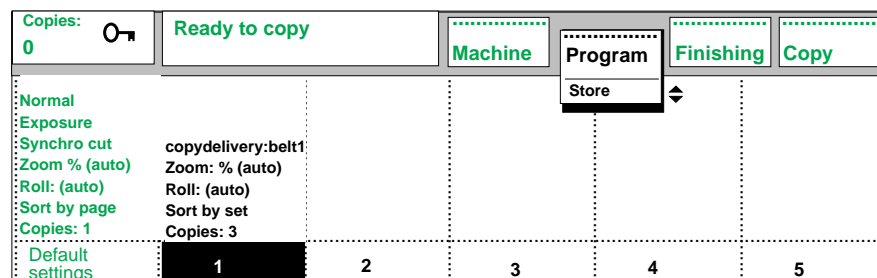 Copies:
0
Ready to copy
Machine
Program
Finishing
Copy
Store
Normal
Exposure
Synchro cut
Zoom % (auto)
Roll: (auto)
Sort by page
Copies: 1
copydelivery:belt1
Zoom: % (auto)
Roll: (auto)
Sort by set
Copies: 3
Default
settings
1
2
3
4
5